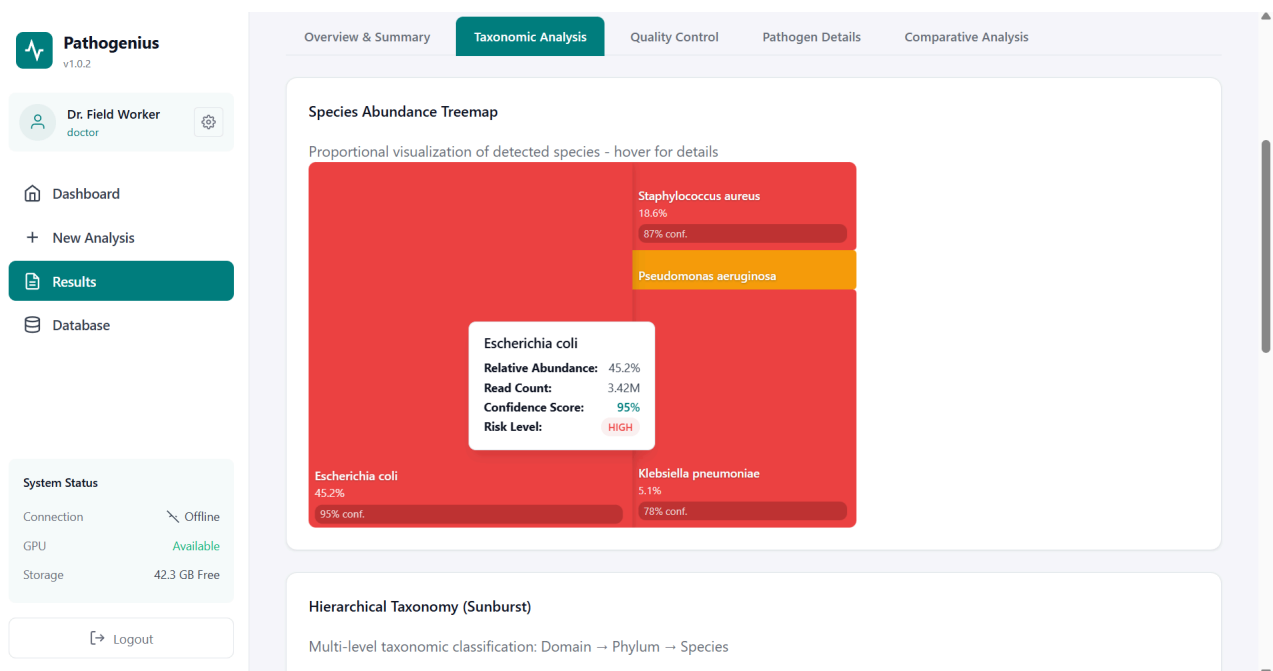 Pathogenius
v1.0.2
Dr. Field Worker
doctor
Dashboard
New Analysis
Results
Database
System Status
Connection Offline
GPU Available
Storage 42.3 GB Free
Logout
Overview & Summary Taxonomic Analysis Quality Control Pathogen Details Comparative Analysis
Species Abundance Treemap
Proportional visualization of detected species - hover for details
Staphylococcus aureus
18.6%
87% conf.
Pseudomonas aeruginosa
Escherichia coli
Relative Abundance: 45.2%
Read Count: 3.42M
Confidence Score: 95%
Risk Level: HIGH
Escherichia coli
45.2%
95% conf.
Klebsiella pneumoniae
5.1%
78% conf.
Hierarchical Taxonomy (Sunburst)
Multi-level taxonomic classification: Domain → Phylum → Species